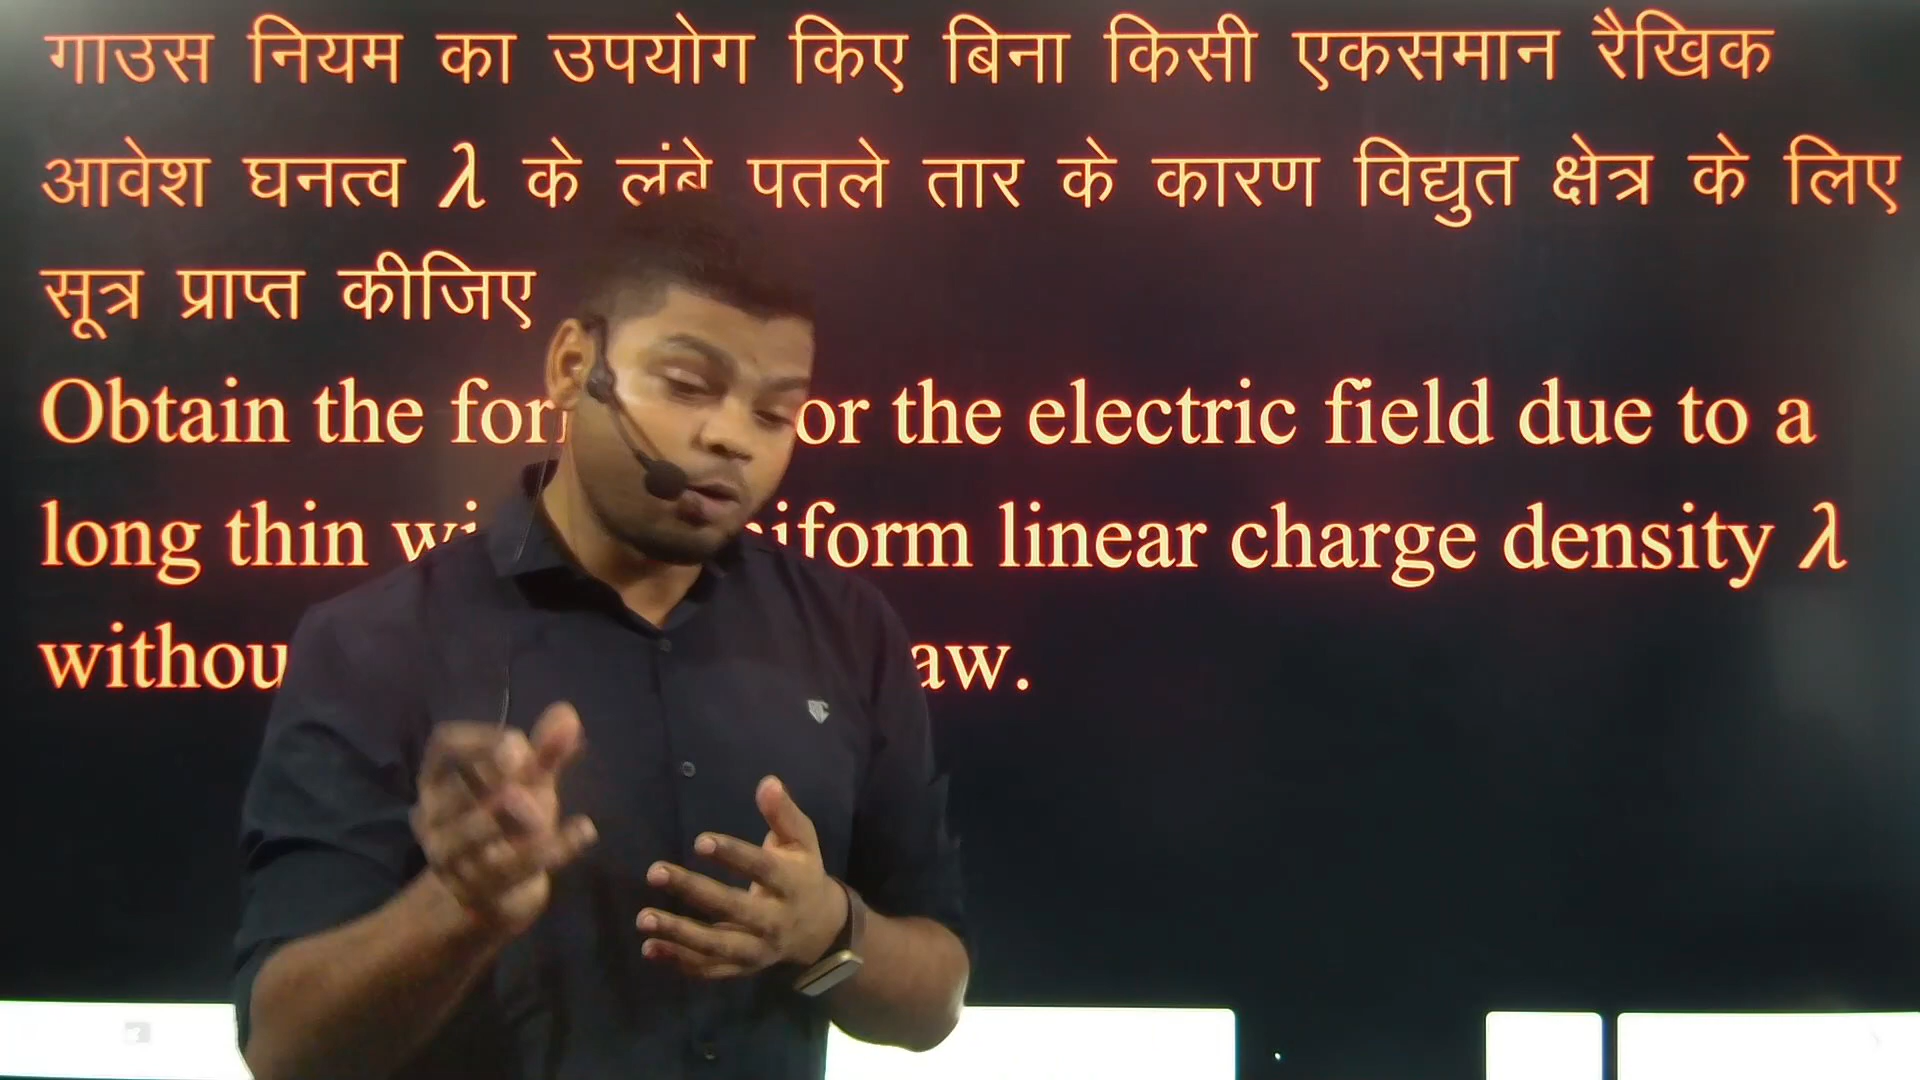 गाउस नियम का उपयोग किए बिना किसी एकसमान रैखिक
आवेश घनत्व λ के लंबे पतले तार के कारण विद्युत क्षेत्र के लिए
सूत्र प्राप्त कीजिए
Obtain the for or the electric field due to a
long thin wi iform linear charge density λ
withou aw.